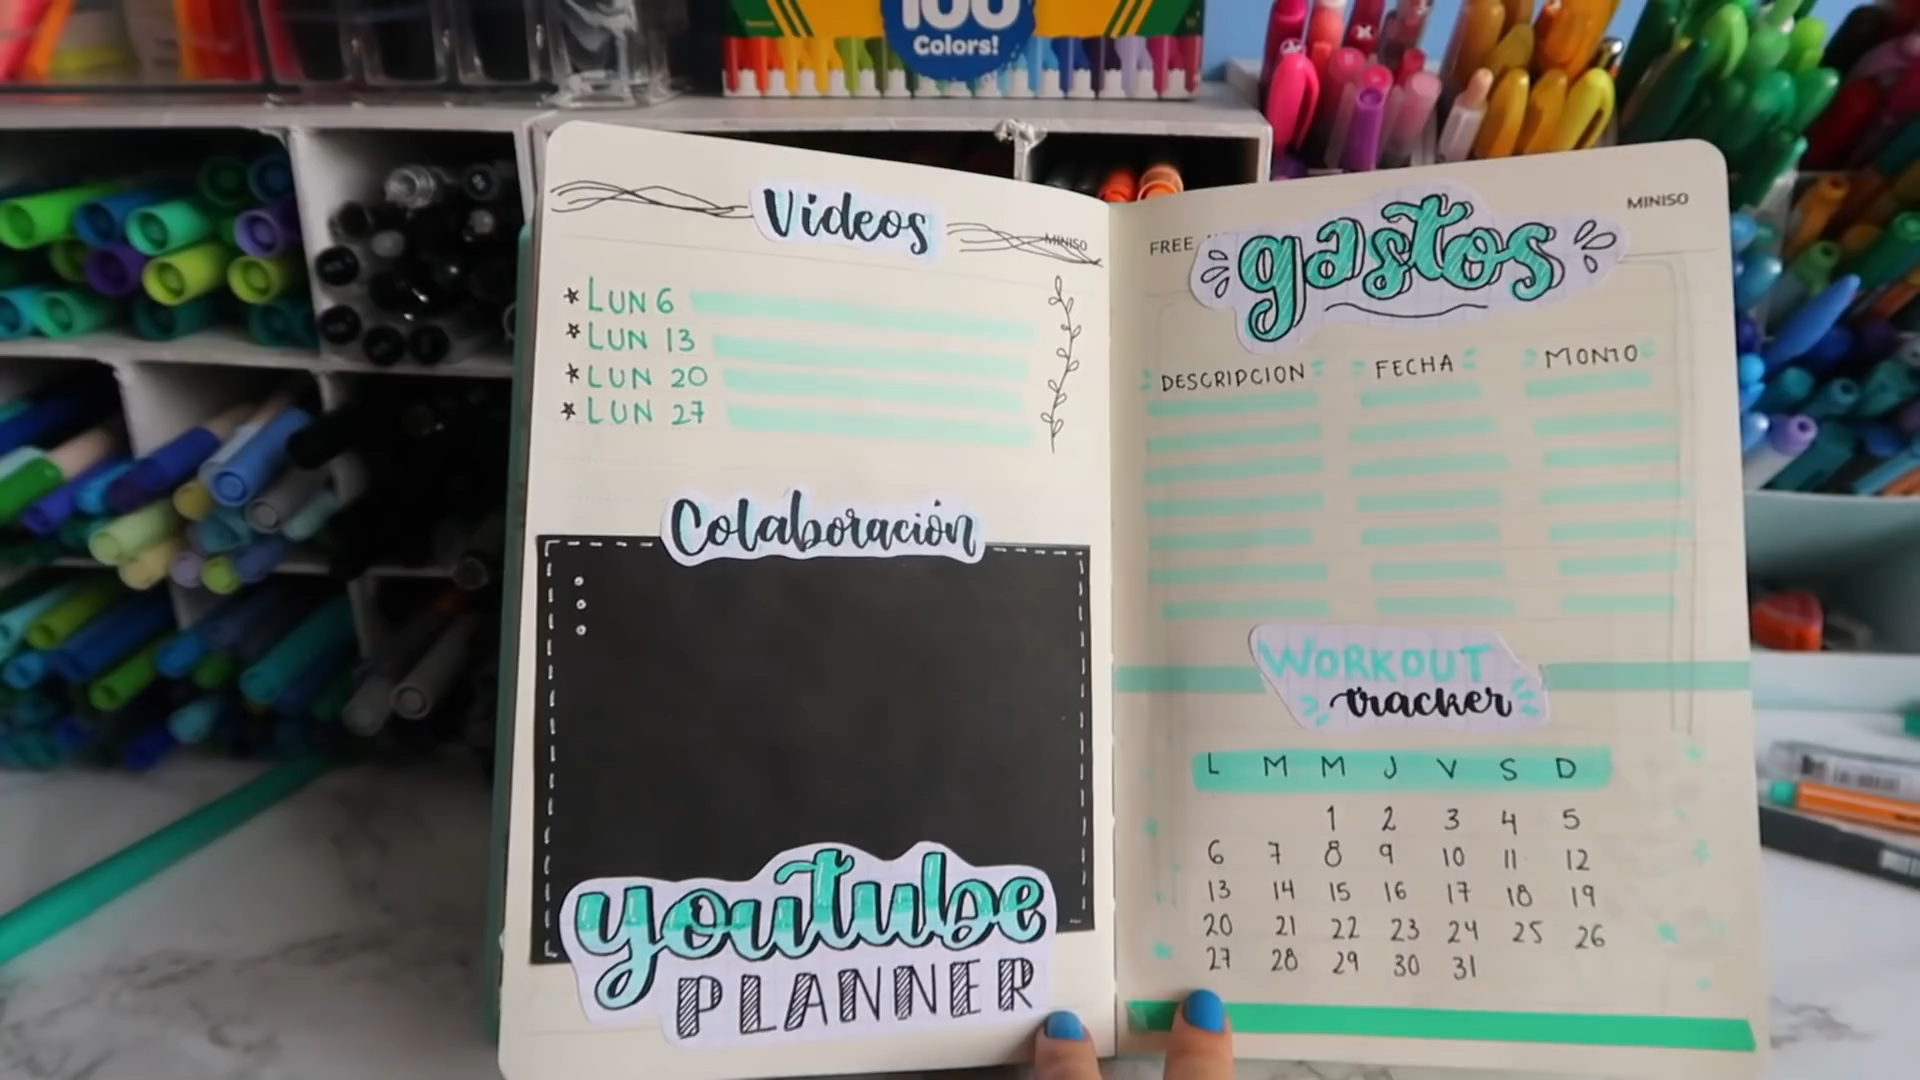 100
Colors!
Videos
MINISO
LUN 6
LUN 13
LUN 20
LUN 27
Colaboración
youtube
PLANNER
MINISO
FREE
gastos
DESCRIPCION FECHA MONTO
WORKOUT
tracker
L M M J V S D
1 2 3 4 5
6 7 8 9 10 11 12
13 14 15 16 17 18 19
20 21 22 23 24 25 26
27 28 29 30 31